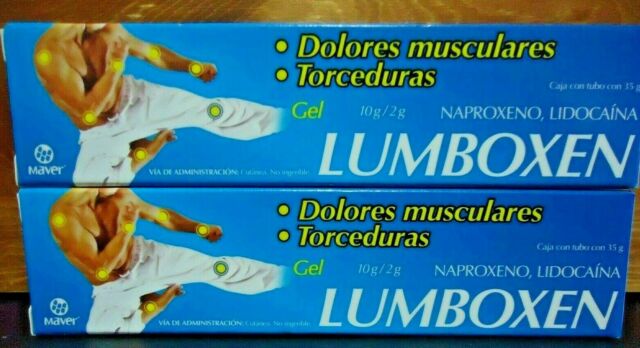 • Dolores musculares
• Torceduras
Caja con tubo con 35 g
Gel 10g/2g NAPROXENO, LIDOCAÍNA
LUMBOXEN
Maver®
VÍA DE ADMINISTRACIÓN: Cutánea. No ingerible.
• Dolores musculares
• Torceduras
Caja con tubo con 35 g
Gel 10g/2g NAPROXENO, LIDOCAÍNA
LUMBOXEN
Maver®
VÍA DE ADMINISTRACIÓN: Cutánea. No ingerible.